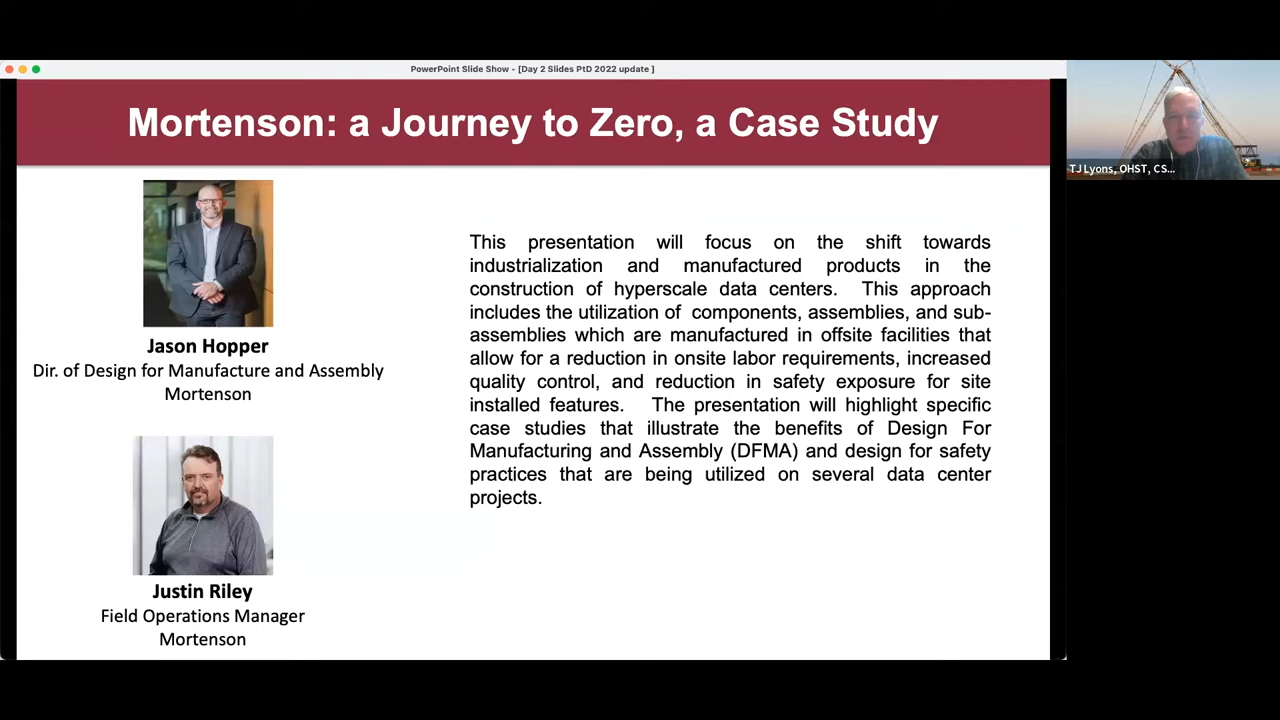 PowerPoint Slide Show - [Day 2 Slides PtD 2022 update ]
Mortenson: a Journey to Zero, a Case Study
TJ Lyons, OHST, CS...
Jason Hopper
Dir. of Design for Manufacture and Assembly
Mortenson
Justin Riley
Field Operations Manager
Mortenson
This presentation will focus on the shift towards
industrialization and manufactured products in the
construction of hyperscale data centers. This approach
includes the utilization of components, assemblies, and sub-
assemblies which are manufactured in offsite facilities that
allow for a reduction in onsite labor requirements, increased
quality control, and reduction in safety exposure for site
installed features. The presentation will highlight specific
case studies that illustrate the benefits of Design For
Manufacturing and Assembly (DFMA) and design for safety
practices that are being utilized on several data center
projects.